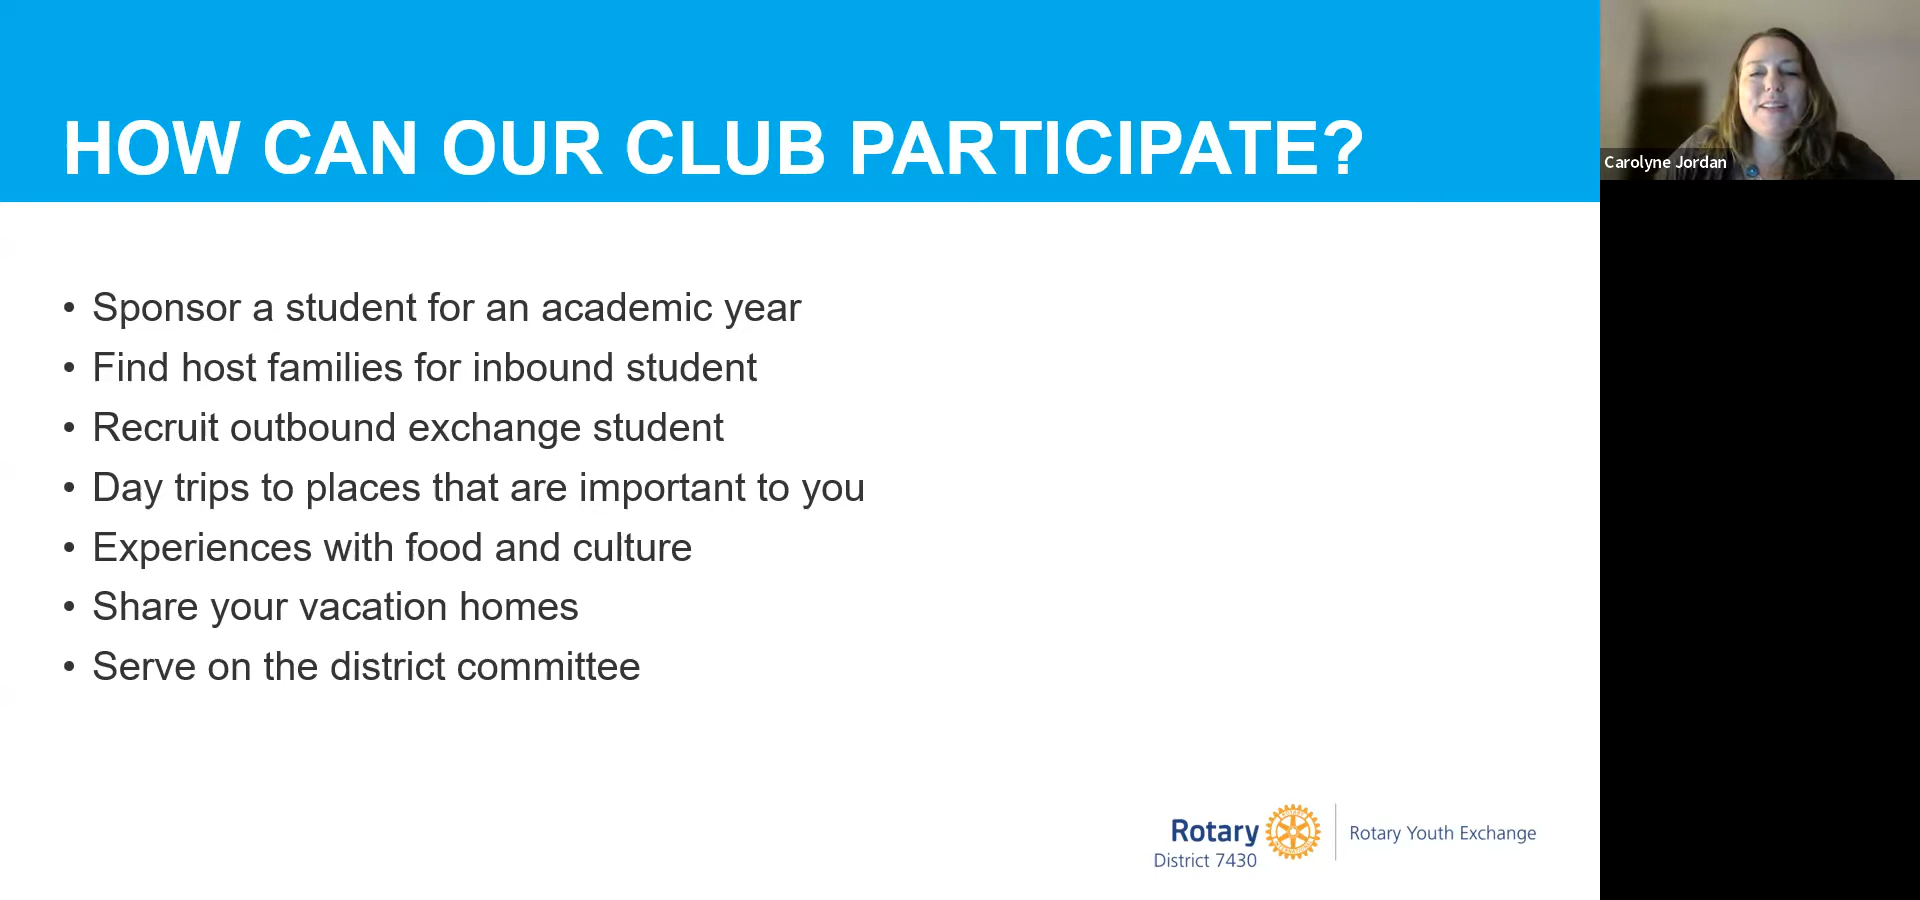 HOW CAN OUR CLUB PARTICIPATE?
Carolyne Jordan
• Sponsor a student for an academic year
• Find host families for inbound student
• Recruit outbound exchange student
• Day trips to places that are important to you
• Experiences with food and culture
• Share your vacation homes
• Serve on the district committee
Rotary
District 7430
Rotary Youth Exchange